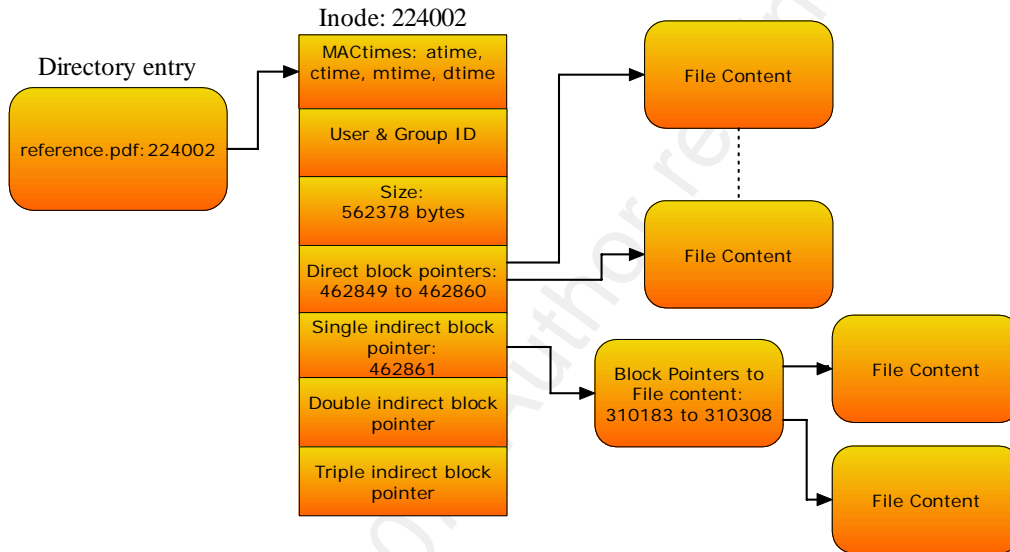 Inode: 224002
Directory entry
reference.pdf:224002
MACtimes: atime,
ctime, mtime, dtime
User & Group ID
Size:
562378 bytes
Direct block pointers:
462849 to 462860
Single indirect block
pointer:
462861
Double indirect block
pointer
Triple indirect block
pointer
File Content
File Content
Block Pointers to
File content:
310183 to 310308
File Content
File Content
Author re